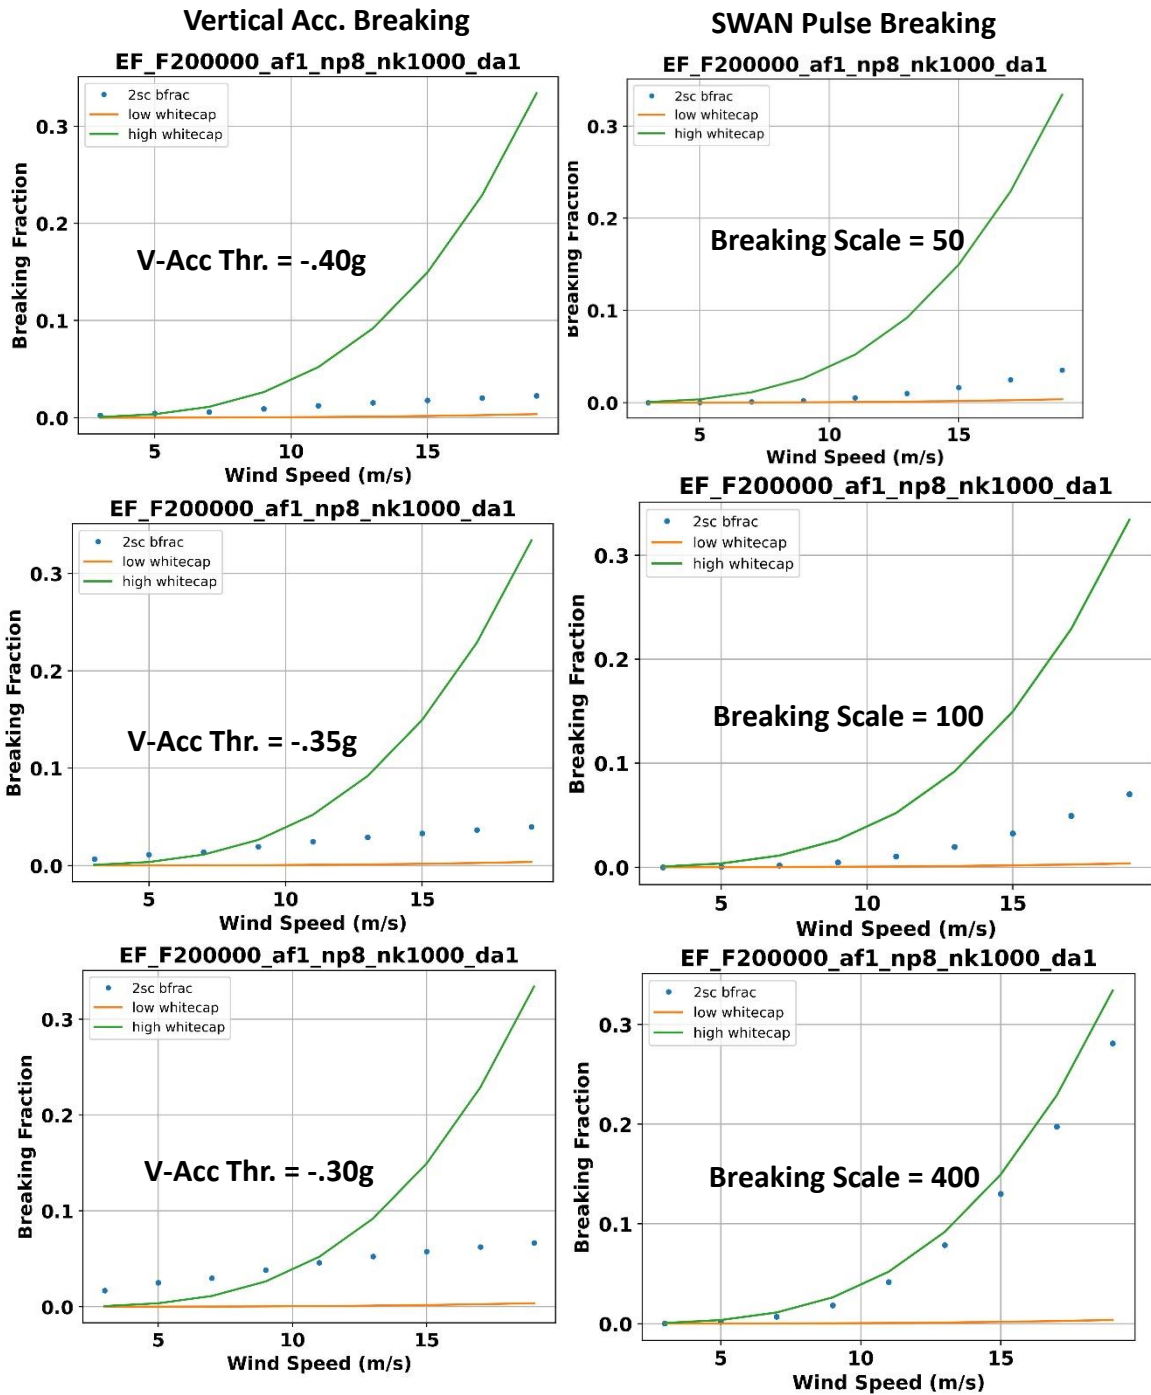 Vertical Acc. Breaking
EF_F200000_af1_np8_nk1000_da1
2sc bfrac
low whitecap
high whitecap
0.3
0.2
0.1
0.0
Breaking Fraction
V-Acc Thr. = -.40g
5
10
15
Wind Speed (m/s)
SWAN Pulse Breaking
EF_F200000_af1_np8_nk1000_da1
2sc bfrac
low whitecap
high whitecap
0.3
0.2
0.1
0.0
Breaking Fraction
Breaking Scale = 50
5
10
15
Wind Speed (m/s)
EF_F200000_af1_np8_nk1000_da1
2sc bfrac
low whitecap
high whitecap
0.3
0.2
0.1
0.0
Breaking Fraction
V-Acc Thr. = -.35g
5
10
15
Wind Speed (m/s)
EF_F200000_af1_np8_nk1000_da1
2sc bfrac
low whitecap
high whitecap
0.3
0.2
0.1
0.0
Breaking Fraction
Breaking Scale = 100
5
10
15
Wind Speed (m/s)
EF_F200000_af1_np8_nk1000_da1
2sc bfrac
low whitecap
high whitecap
0.3
0.2
0.1
0.0
Breaking Fraction
V-Acc Thr. = -.30g
5
10
15
Wind Speed (m/s)
EF_F200000_af1_np8_nk1000_da1
2sc bfrac
low whitecap
high whitecap
0.3
0.2
0.1
0.0
Breaking Fraction
Breaking Scale = 400
5
10
15
Wind Speed (m/s)